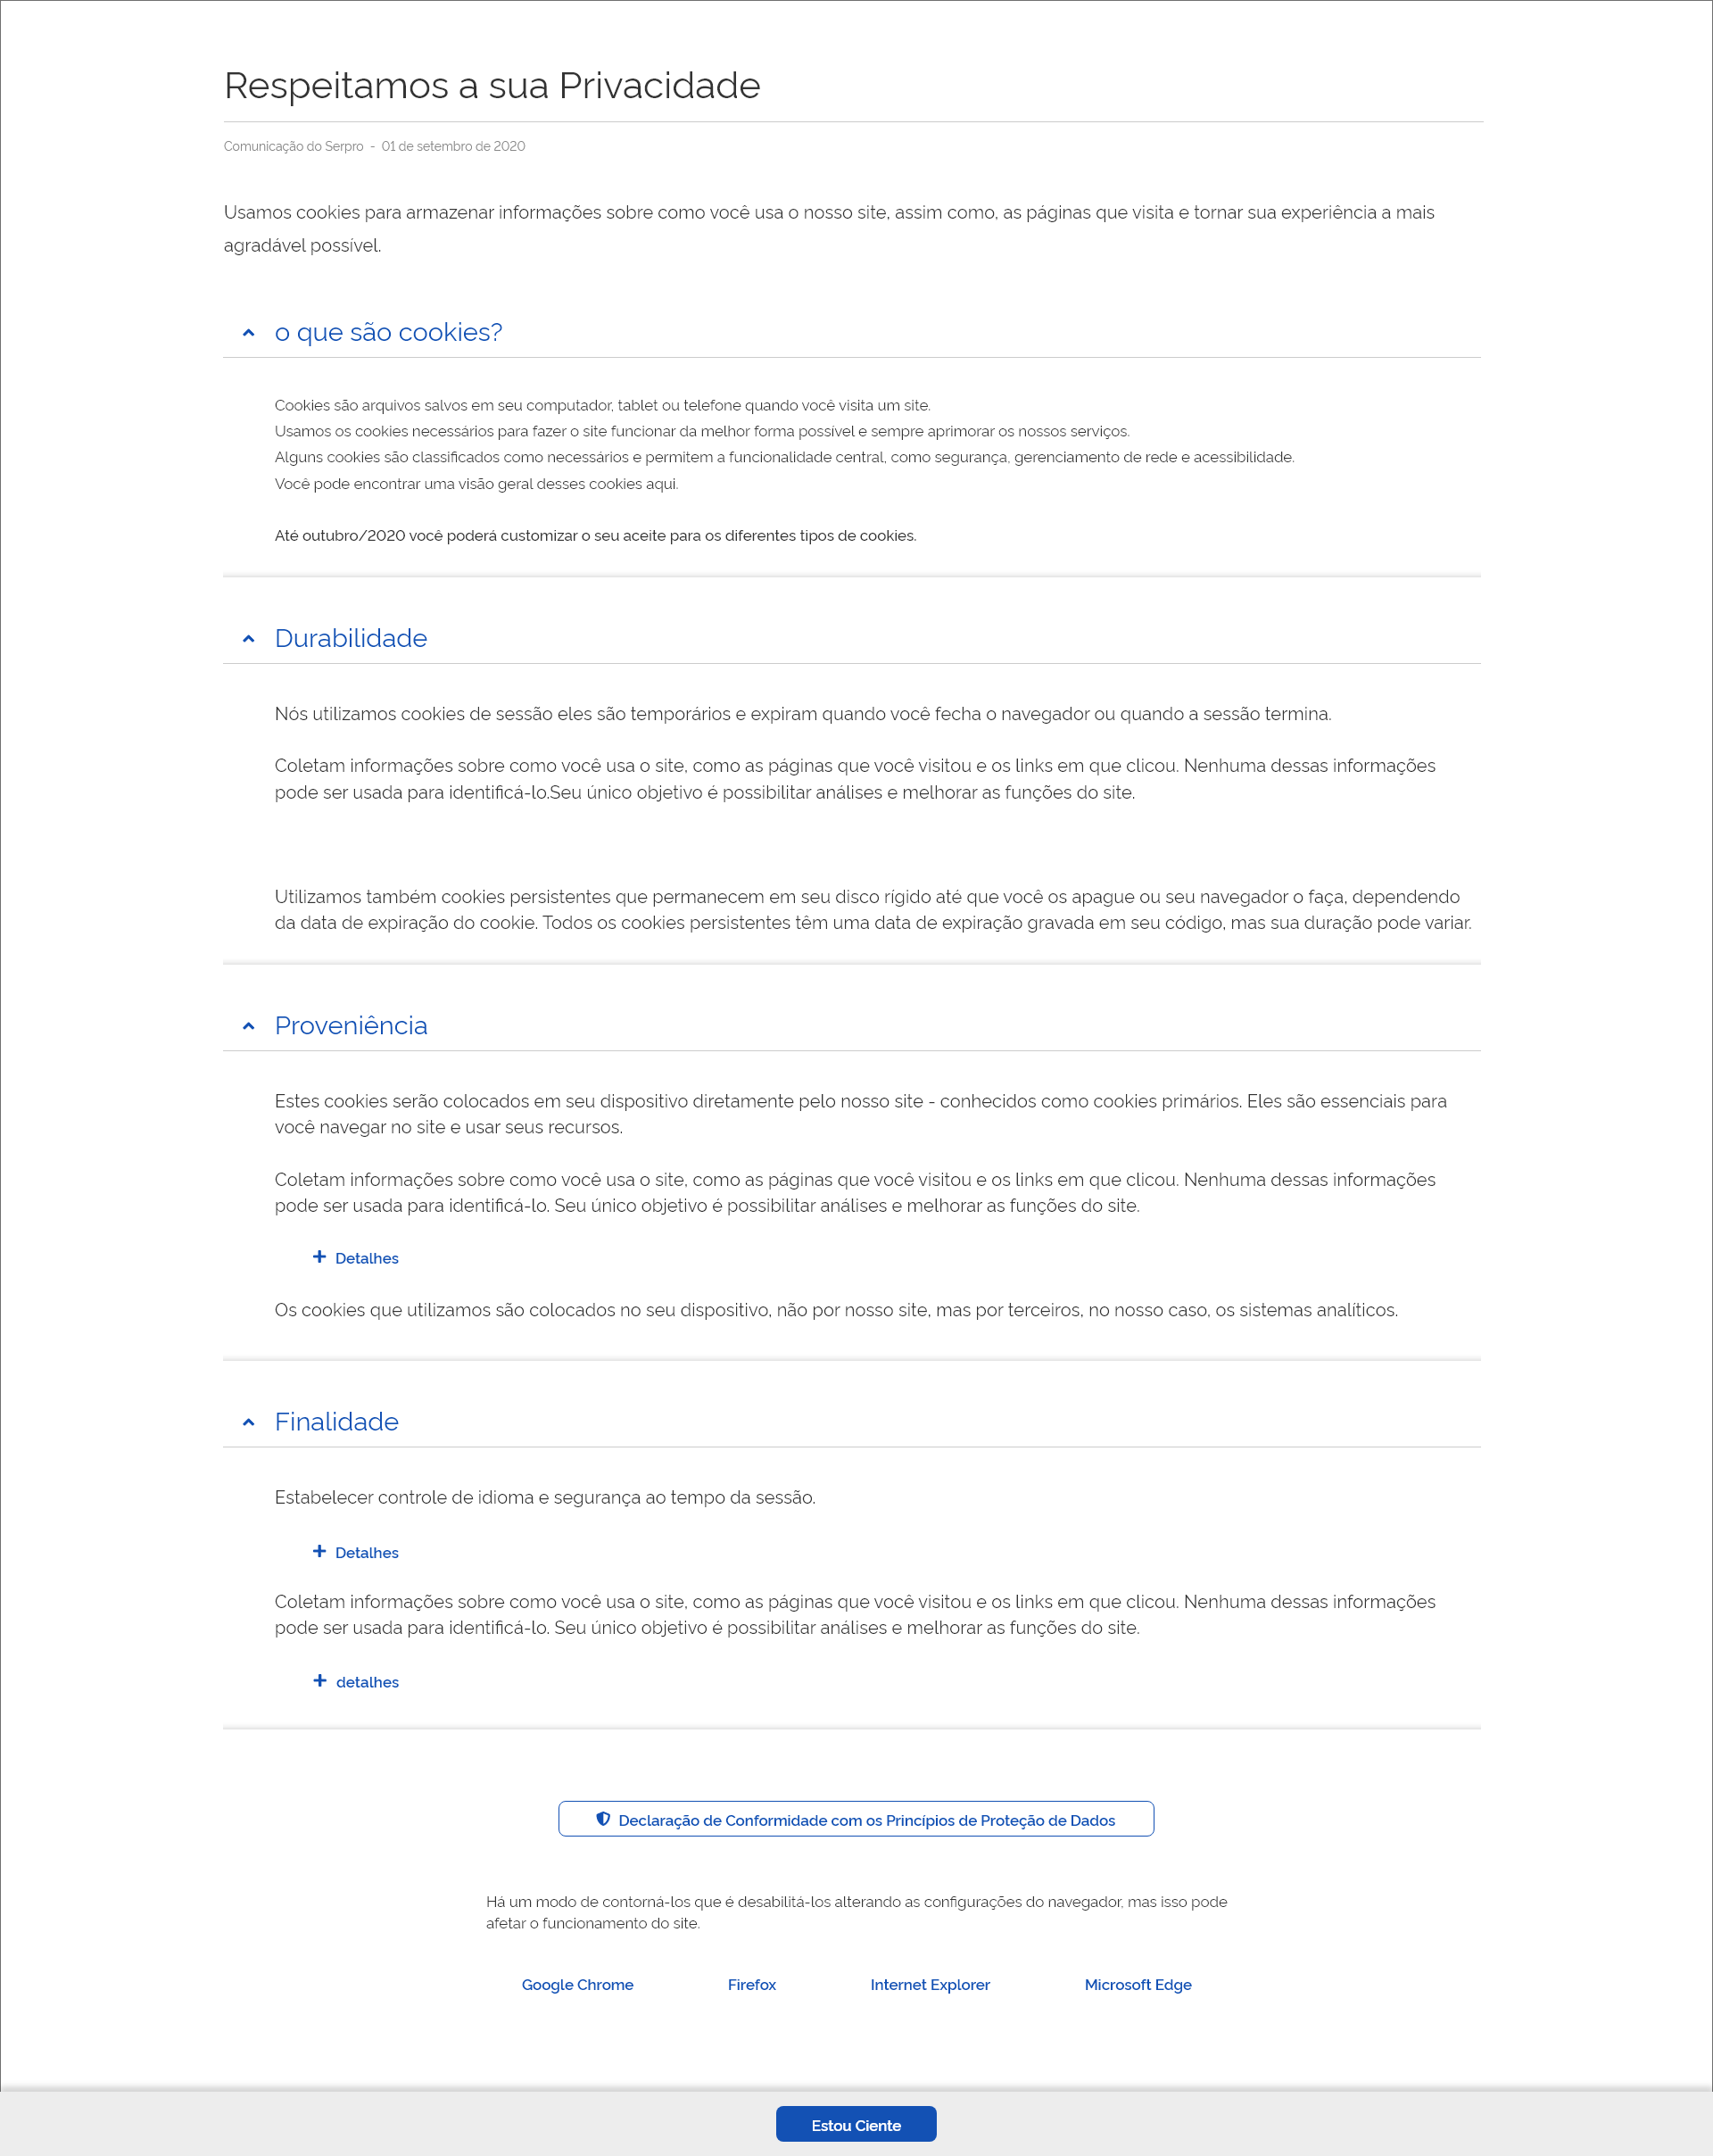 Respeitamos a sua Privacidade
Comunicação do Serpro - 01 de setembro de 2020
Usamos cookies para armazenar informações sobre como você usa o nosso site, assim como, as páginas que visita e tornar sua experiência a mais
agradável possível.
o que são cookies?
Cookies são arquivos salvos em seu computador, tablet ou telefone quando você visita um site.
Usamos os cookies necessários para fazer o site funcionar da melhor forma possível e sempre aprimorar os nossos serviços.
Alguns cookies são classificados como necessários e permitem a funcionalidade central, como segurança, gerenciamento de rede e acessibilidade.
Você pode encontrar uma visão geral desses cookies aqui.
Até outubro/2020 você poderá customizar o seu aceite para os diferentes tipos de cookies.
Durabilidade
Nós utilizamos cookies de sessão eles são temporários e expiram quando você fecha o navegador ou quando a sessão termina.
Coletam informações sobre como você usa o site, como as páginas que você visitou e os links em que clicou. Nenhuma dessas informações
pode ser usada para identificá-lo.Seu único objetivo é possibilitar análises e melhorar as funções do site.
Utilizamos também cookies persistentes que permanecem em seu disco rígido até que você os apague ou seu navegador o faça, dependendo
da data de expiração do cookie. Todos os cookies persistentes têm uma data de expiração gravada em seu código, mas sua duração pode variar.
Proveniência
Estes cookies serão colocados em seu dispositivo diretamente pelo nosso site - conhecidos como cookies primários. Eles são essenciais para
você navegar no site e usar seus recursos.
Coletam informações sobre como você usa o site, como as páginas que você visitou e os links em que clicou. Nenhuma dessas informações
pode ser usada para identificá-lo. Seu único objetivo é possibilitar análises e melhorar as funções do site.
Detalhes
Os cookies que utilizamos são colocados no seu dispositivo, não por nosso site, mas por terceiros, no nosso caso, os sistemas analíticos.
Finalidade
Estabelecer controle de idioma e segurança ao tempo da sessão.
Detalhes
Coletam informações sobre como você usa o site, como as páginas que você visitou e os links em que clicou. Nenhuma dessas informações
pode ser usada para identificá-lo. Seu único objetivo é possibilitar análises e melhorar as funções do site.
detalhes
Declaração de Conformidade com os Princípios de Proteção de Dados
Há um modo de contorná-los que é desabilitá-los alterando as configurações do navegador, mas isso pode
afetar o funcionamento do site.
Google Chrome Firefox Internet Explorer Microsoft Edge
Estou Ciente